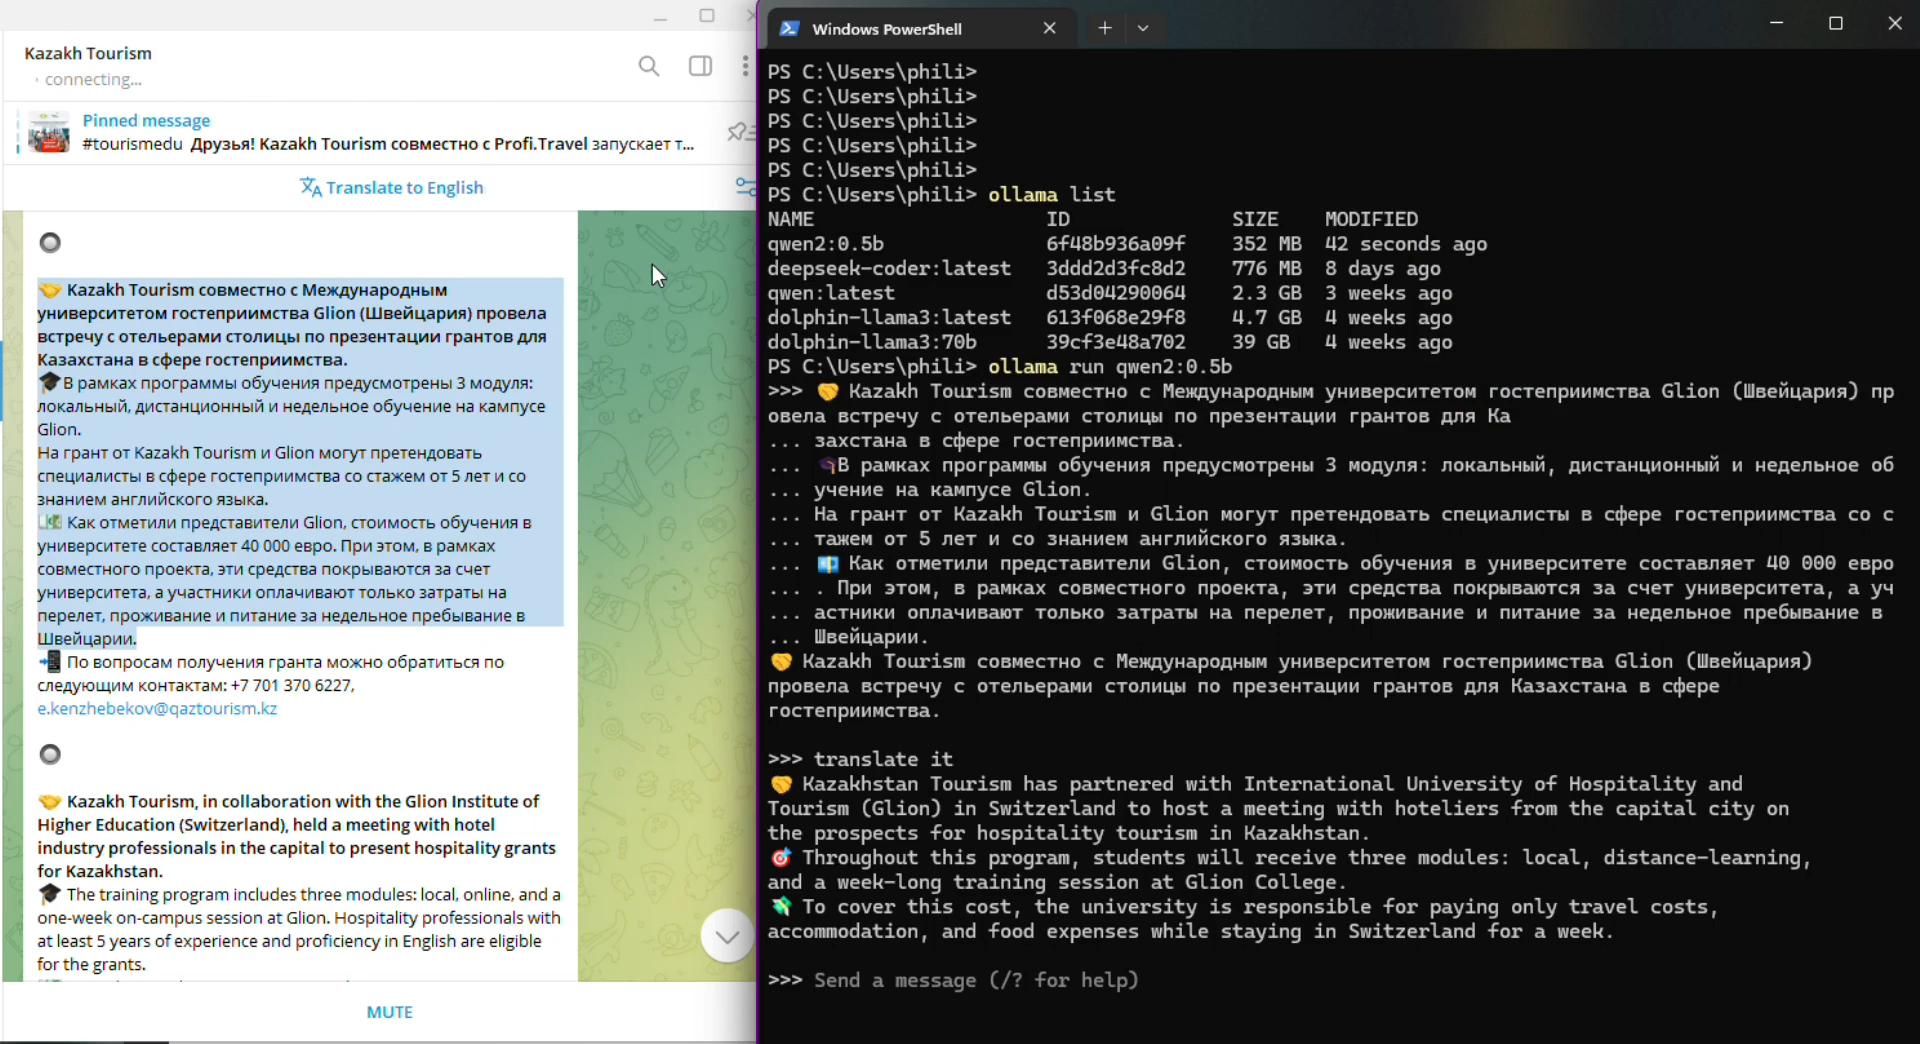 Kazakh Tourism
connecting...
Pinned message
#tourismedu Друзья! Kazakh Tourism совместно с Profi.Travel запускает т...
Translate to English
🤝 Kazakh Tourism совместно с Международным
университетом гостеприимства Glion (Швейцария) провела
встречу с отельерами столицы по презентации грантов для
Казахстана в сфере гостеприимства.
🎓В рамках программы обучения предусмотрены 3 модуля:
локальный, дистанционный и недельное обучение на кампусе
Glion.
На грант от Kazakh Tourism и Glion могут претендовать
специалисты в сфере гостеприимства со стажем от 5 лет и со
знанием английского языка.
💶 Как отметили представители Glion, стоимость обучения в
университете составляет 40 000 евро. При этом, в рамках
совместного проекта, эти средства покрываются за счет
университета, а участники оплачивают только затраты на
перелет, проживание и питание за недельное пребывание в
Швейцарии.
📲 По вопросам получения гранта можно обратиться по
следующим контактам: +7 701 370 6227,
e.kenzhebekov@qaztourism.kz
🤝 Kazakh Tourism, in collaboration with the Glion Institute of
Higher Education (Switzerland), held a meeting with hotel
industry professionals in the capital to present hospitality grants
for Kazakhstan.
🎓 The training program includes three modules: local, online, and a
one-week on-campus session at Glion. Hospitality professionals with
at least 5 years of experience and proficiency in English are eligible
for the grants.
MUTE
Windows PowerShell
PS C:\Users\phili>
PS C:\Users\phili>
PS C:\Users\phili>
PS C:\Users\phili>
PS C:\Users\phili>
PS C:\Users\phili> ollama list
NAME ID SIZE MODIFIED
qwen2:0.5b 6f48b936a09f 352 MB 42 seconds ago
deepseek-coder:latest 3ddd2d3fc8d2 776 MB 8 days ago
qwen:latest d53d04290064 2.3 GB 3 weeks ago
dolphin-llama3:latest 613f068e29f8 4.7 GB 4 weeks ago
dolphin-llama3:70b 39cf3e48a702 39 GB 4 weeks ago
PS C:\Users\phili> ollama run qwen2:0.5b
>>> 🤝 Kazakh Tourism совместно с Международным университетом гостеприимства Glion (Швейцария) пр
овела встречу с отельерами столицы по презентации грантов для Ка
... захстана в сфере гостеприимства.
... 🎓В рамках программы обучения предусмотрены 3 модуля: локальный, дистанционный и недельное об
... учение на кампусе Glion.
... На грант от Kazakh Tourism и Glion могут претендовать специалисты в сфере гостеприимства со с
... тажем от 5 лет и со знанием английского языка.
... 💶 Как отметили представители Glion, стоимость обучения в университете составляет 40 000 евро
... . При этом, в рамках совместного проекта, эти средства покрываются за счет университета, а уч
... астники оплачивают только затраты на перелет, проживание и питание за недельное пребывание в
... Швейцарии.
🤝 Kazakh Tourism совместно с Международным университетом гостеприимства Glion (Швейцария)
провела встречу с отельерами столицы по презентации грантов для Казахстана в сфере
гостеприимства.
>>> translate it
🤝 Kazakhstan Tourism has partnered with International University of Hospitality and
Tourism (Glion) in Switzerland to host a meeting with hoteliers from the capital city on
the prospects for hospitality tourism in Kazakhstan.
🎯 Throughout this program, students will receive three modules: local, distance-learning,
and a week-long training session at Glion College.
💸 To cover this cost, the university is responsible for paying only travel costs,
accommodation, and food expenses while staying in Switzerland for a week.
>>> Send a message (/? for help)